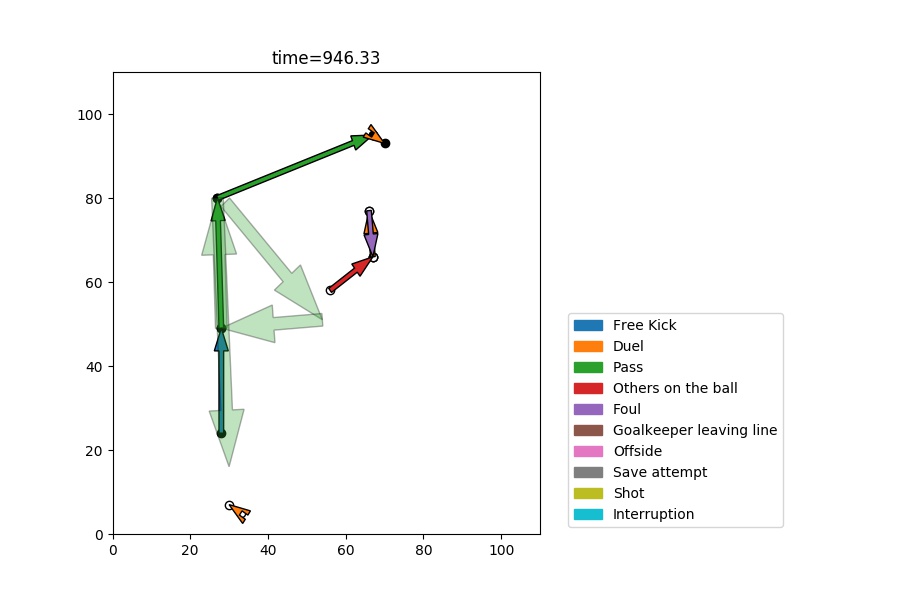 time=946.33
100
80
60
40
20
0
0 20 40 60 80 100
Free Kick
Duel
Pass
Others on the ball
Foul
Goalkeeper leaving line
Offside
Save attempt
Shot
Interruption